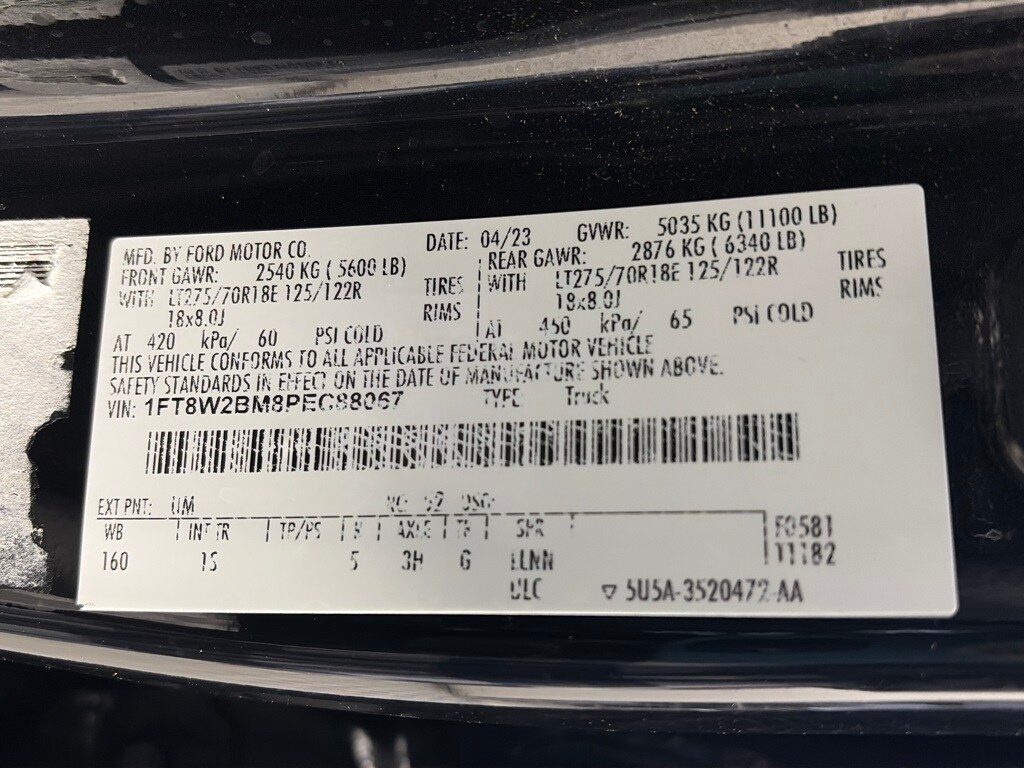 MFD. BY FORD MOTOR CO. DATE: 04/23 GVWR: 5035 KG (11100 LB)
FRONT GAWR: 2540 KG ( 5600 LB) REAR GAWR: 2876 KG ( 6340 LB)
WITH LT275/70R18E 125/122R TIRES WITH LT275/70R18E 125/122R TIRES
18x8.0J RIMS 18x8.0J RIMS
AT 420 kPa/ 60 PSI COLD AT 450 kPa/ 65 PSI COLD
THIS VEHICLE CONFORMS TO ALL APPLICABLE FEDERAL MOTOR VEHICLE
SAFETY STANDARDS IN EFFECT ON THE DATE OF MANUFACTURE SHOWN ABOVE.
VIN: TYPE: Truck
EXT PNT: UM
WB INT TR TP/PS R AXLE TR SPR F0581
160 1S 5 3H 6 11182
▽ 5U5A-3520472-AA